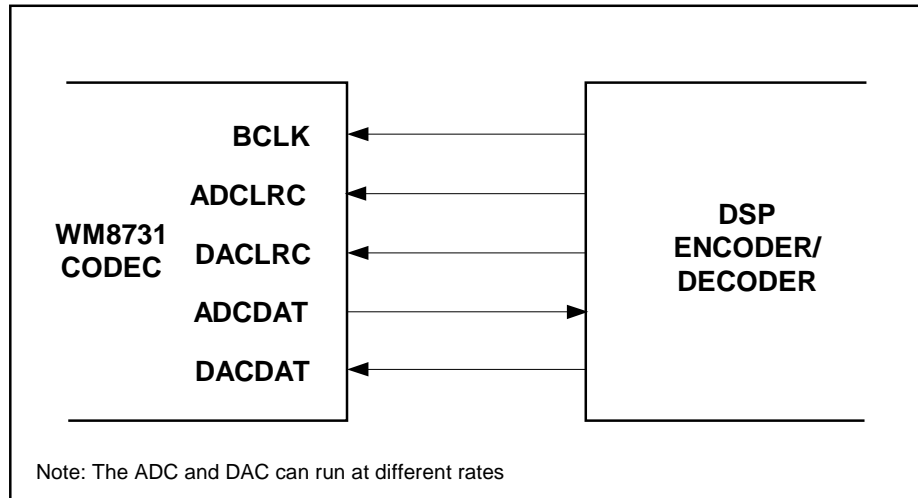 WM8731
CODEC
BCLK
ADCLRC
DACLRC
ADCDAT
DACDAT
DSP
ENCODER/
DECODER
Note: The ADC and DAC can run at different rates